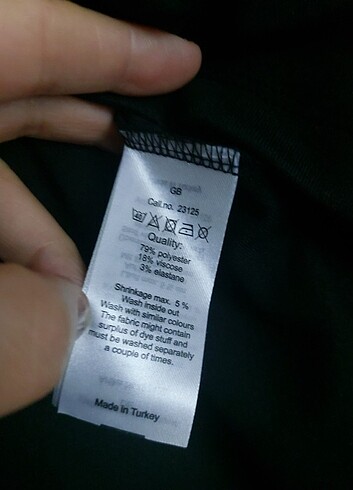 GB
Call.no. 23125
Quality:
79% polyester
18% viscose
3% elastane
Shrinkage max. 5 %
Wash inside out
Wash with similar colours
The fabric might contain
surplus of dye stuff and
must be washed separately
a couple of times.
Made in Turkey